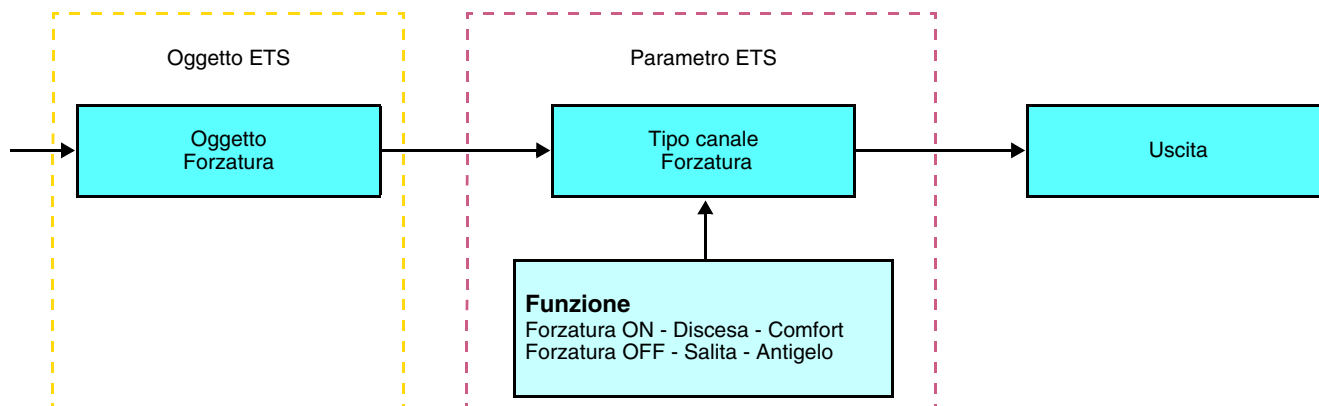 Oggetto ETS
Parametro ETS
Oggetto
Forzatura
Tipo canale
Forzatura
Uscita
Funzione
Forzatura ON - Discesa - Comfort
Forzatura OFF - Salita - Antigelo